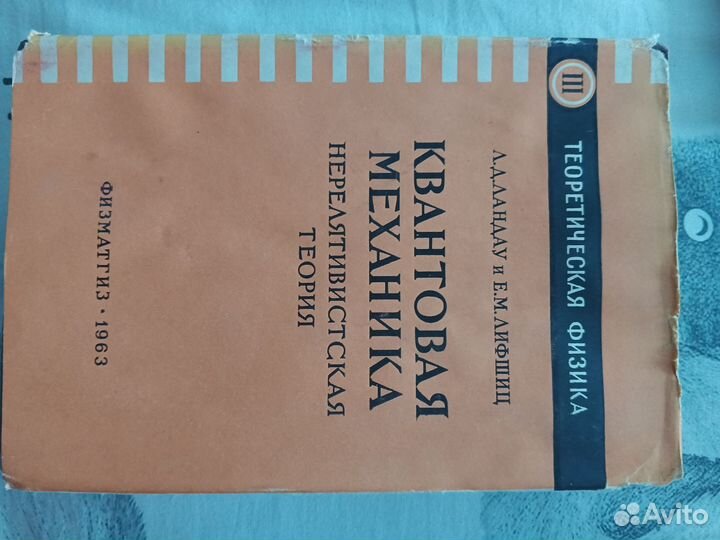 III
ТЕОРЕТИЧЕСКАЯ ФИЗИКА
Л.Д.ЛАНДАУ и Е.М.ЛИФШИЦ
КВАНТОВАЯ
МЕХАНИКА
НЕРЕЛЯТИВИСТСКАЯ
ТЕОРИЯ
ФИЗМАТГИЗ · 1963
Avito